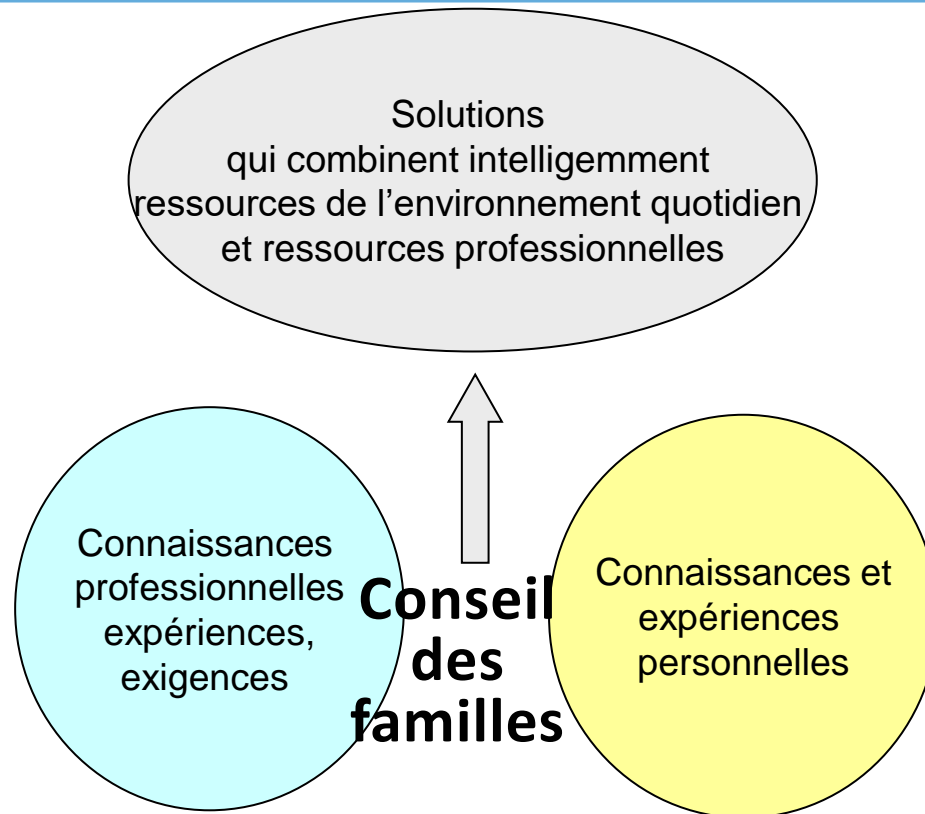 Solutions
qui combinent intelligemment
ressources de l’environnement quotidien
et ressources professionnelles
Connaissances
professionnelles
expériences,
exigences
Conseil
des
familles
Connaissances et
expériences
personnelles